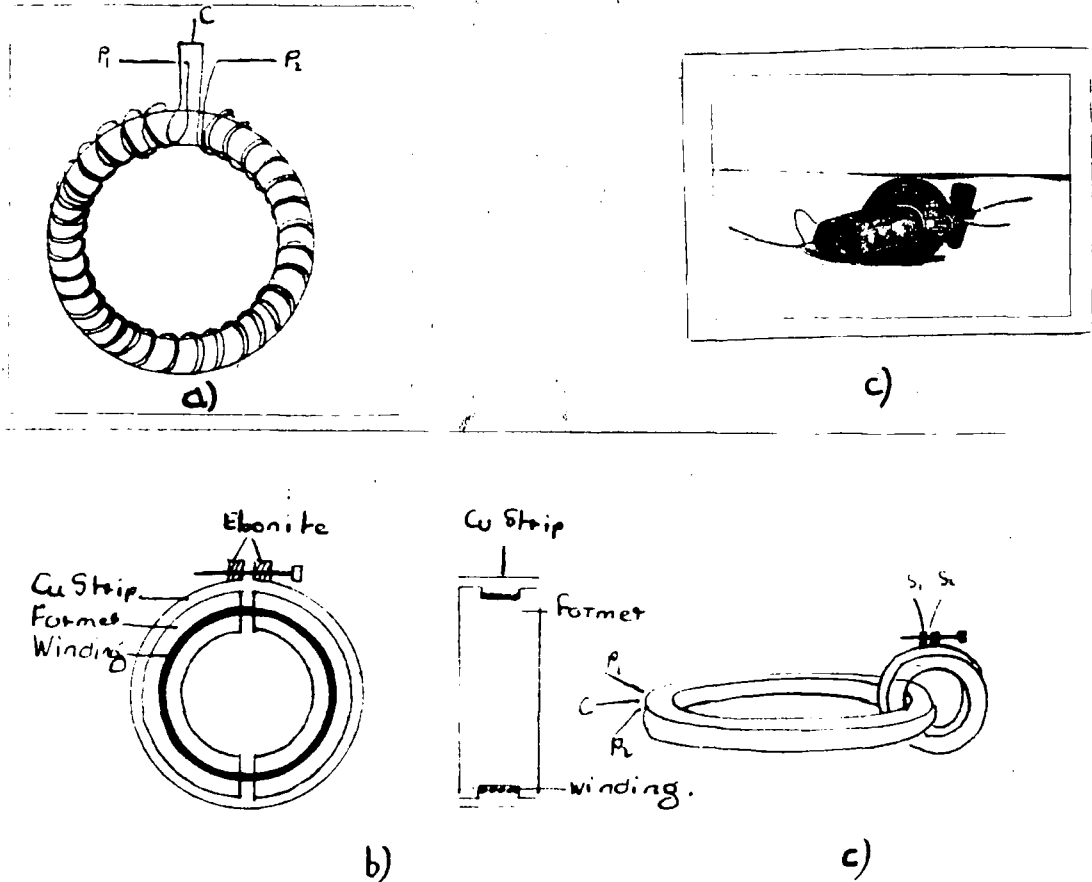 C
P₁ P₂
a)
c)
Ebonite
Cu Strip
Former
Winding
b)
Cu Strip
Former
Winding.
S₁ S₂
P₁
C
P₂
c)